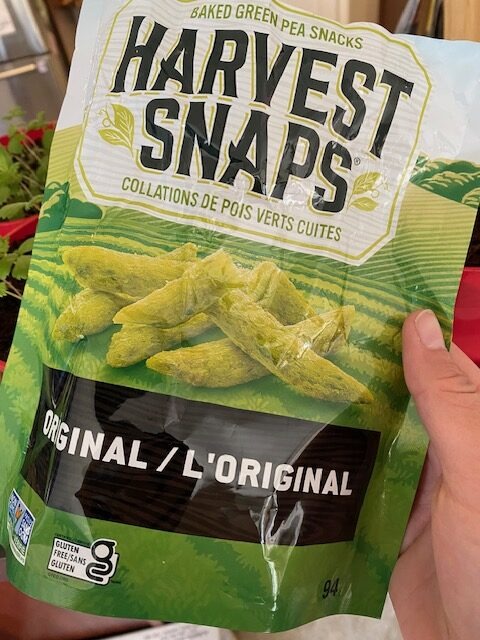 BAKED GREEN PEA SNACKS
HARVEST
SNAPS®
COLLATIONS DE POIS VERTS CUITES
ORIGINAL / L'ORIGINAL
GLUTEN
FREE/SANS
GLUTEN
94